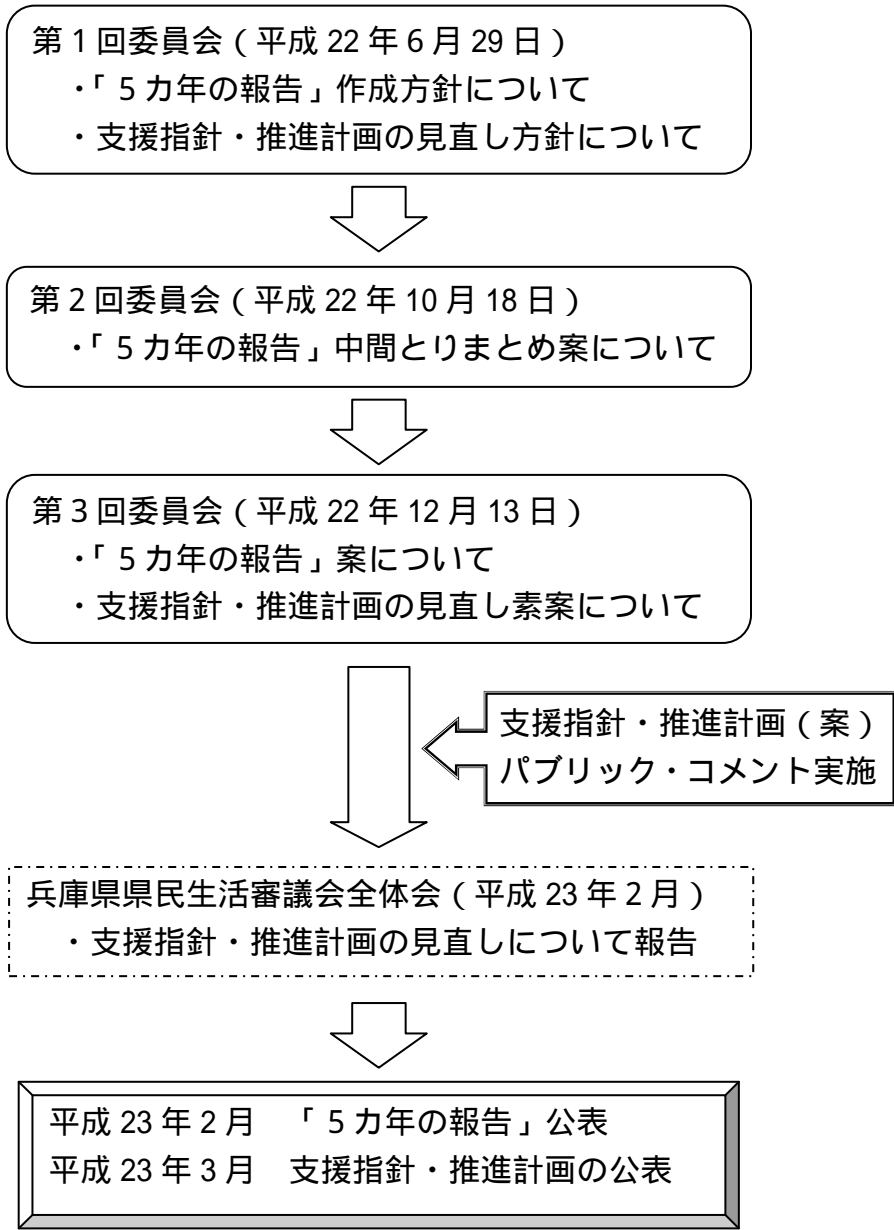 第１回委員会（平成 22 年６月 29 日）
・「５カ年の報告」作成方針について
・支援指針・推進計画の見直し方針について
第２回委員会（平成 22 年 10 月 18 日）
・「５カ年の報告」中間とりまとめ案について
第３回委員会（平成 22 年 12 月 13 日）
・「５カ年の報告」案について
・支援指針・推進計画の見直し素案について
支援指針・推進計画（案）
パブリック・コメント実施
兵庫県県民生活審議会全体会（平成 23 年２月）
・支援指針・推進計画の見直しについて報告
平成 23 年２月　「５カ年の報告」公表
平成 23 年３月　支援指針・推進計画の公表